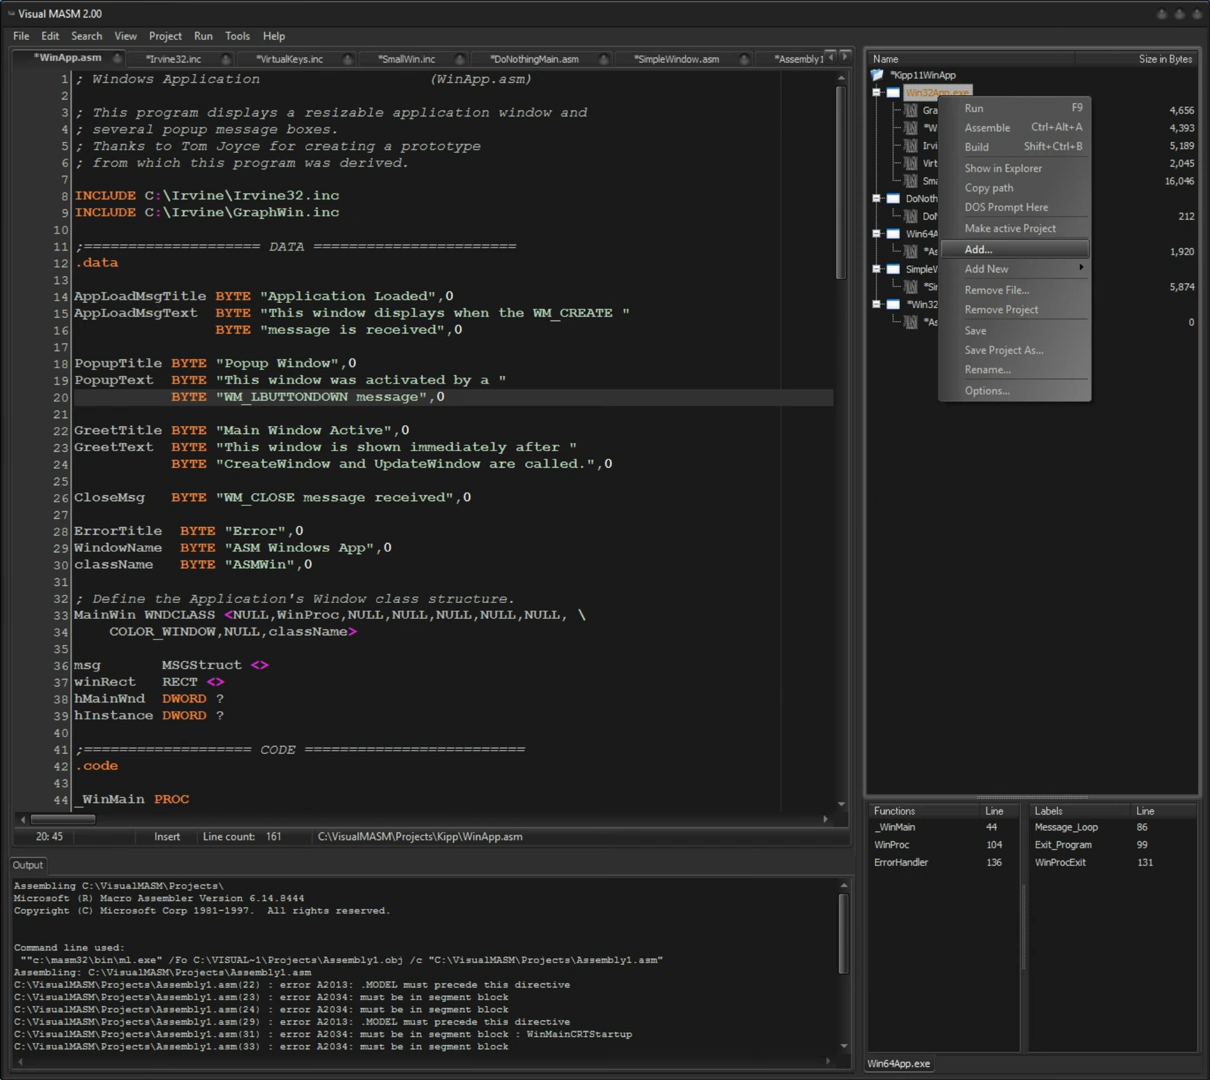 Visual MASM 2.00
File Edit Search View Project Run Tools Help
*WinApp.asm *Irvine32.inc *VirtualKeys.inc *SmallWin.inc *DoNothingMain.asm *SimpleWindow.asm *Assembly1
1 ; Windows Application (WinApp.asm)
2
3 ; This program displays a resizable application window and
4 ; several popup message boxes.
5 ; Thanks to Tom Joyce for creating a prototype
6 ; from which this program was derived.
7
8 INCLUDE C:\Irvine\Irvine32.inc
9 INCLUDE C:\Irvine\GraphWin.inc
10
11 ;=================== DATA =======================
12 .data
13
14 AppLoadMsgTitle BYTE "Application Loaded",0
15 AppLoadMsgText BYTE "This window displays when the WM_CREATE "
16 BYTE "message is received",0
17
18 PopupTitle BYTE "Popup Window",0
19 PopupText BYTE "This window was activated by a "
20 BYTE "WM_LBUTTONDOWN message",0
21
22 GreetTitle BYTE "Main Window Active",0
23 GreetText BYTE "This window is shown immediately after "
24 BYTE "CreateWindow and UpdateWindow are called.",0
25
26 CloseMsg BYTE "WM_CLOSE message received",0
27
28 ErrorTitle BYTE "Error",0
29 WindowName BYTE "ASM Windows App",0
30 className BYTE "ASMWin",0
31
32 ; Define the Application's Window class structure.
33 MainWin WNDCLASS <NULL,WinProc,NULL,NULL,NULL,NULL,NULL, \
34 COLOR_WINDOW,NULL,className>
35
36 msg MSGStruct <>
37 winRect RECT <>
38 hMainWnd DWORD ?
39 hInstance DWORD ?
40
41 ;=================== CODE =========================
42 .code
43
44 _WinMain PROC
20: 45 Insert Line count: 161 C:\VisualMASM\Projects\Kipp\WinApp.asm
Output
Assembling C:\VisualMASM\Projects\
Microsoft (R) Macro Assembler Version 6.14.8444
Copyright (C) Microsoft Corp 1981-1997. All rights reserved.
Command line used:
""c:\masm32\bin\ml.exe" /Fo C:\VISUAL~1\Projects\Assembly1.obj /c "C:\VisualMASM\Projects\Assembly1.asm"
Assembling: C:\VisualMASM\Projects\Assembly1.asm
C:\VisualMASM\Projects\Assembly1.asm(22) : error A2013: .MODEL must precede this directive
C:\VisualMASM\Projects\Assembly1.asm(23) : error A2034: must be in segment block
C:\VisualMASM\Projects\Assembly1.asm(24) : error A2034: must be in segment block
C:\VisualMASM\Projects\Assembly1.asm(29) : error A2013: .MODEL must precede this directive
C:\VisualMASM\Projects\Assembly1.asm(31) : error A2034: must be in segment block : WinMainCRTStartup
C:\VisualMASM\Projects\Assembly1.asm(33) : error A2034: must be in segment block
Name Size in Bytes
*Kipp11WinApp
Win32App.exe
Gra 4,656
*W 4,393
Irvi 5,189
Virt 2,045
Sma 16,046
DoNoth
DoN 212
Win64A
*As 1,920
SimpleW
*Sin 5,874
*Win32
*As 0
Run F9
Assemble Ctrl+Alt+A
Build Shift+Ctrl+B
Show in Explorer
Copy path
DOS Prompt Here
Make active Project
Add...
Add New
Remove File...
Remove Project
Save
Save Project As...
Rename...
Options...
Functions Line
_WinMain 44
WinProc 104
ErrorHandler 136
Labels Line
Message_Loop 86
Exit_Program 99
WinProcExit 131
Win64App.exe